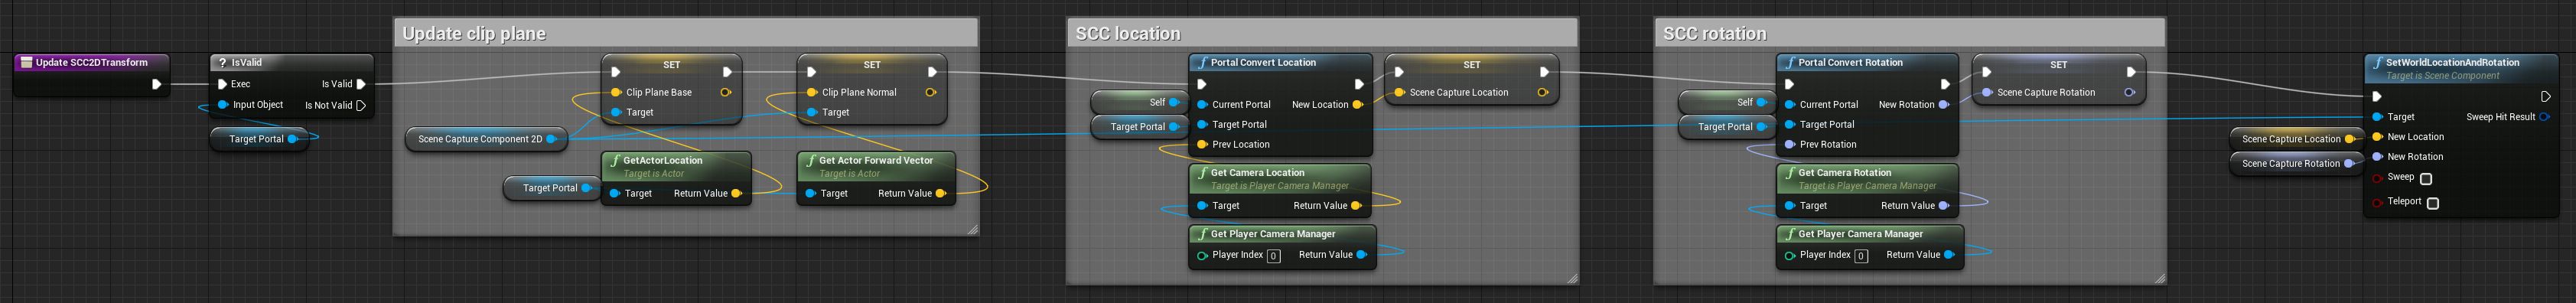 Update SCC2DTransform
? IsValid
Exec
Is Valid
Input Object
Is Not Valid
Target Portal
Update clip plane
SET
Clip Plane Base
Target
SET
Clip Plane Normal
Target
Scene Capture Component 2D
Target Portal
f GetActorLocation
Target is Actor
Target
Return Value
f Get Actor Forward Vector
Target is Actor
Target
Return Value
SCC location
f Portal Convert Location
Self
Current Portal
New Location
Target Portal
Target Portal
Prev Location
SET
Scene Capture Location
f Get Camera Location
Target is Player Camera Manager
Target
Return Value
f Get Player Camera Manager
Player Index 0
Return Value
SCC rotation
f Portal Convert Rotation
Self
Current Portal
New Rotation
Target Portal
Target Portal
Prev Rotation
SET
Scene Capture Rotation
f Get Camera Rotation
Target is Player Camera Manager
Target
Return Value
f Get Player Camera Manager
Player Index 0
Return Value
f SetWorldLocationAndRotation
Target is Scene Component
Target
Sweep Hit Result
Scene Capture Location
New Location
Scene Capture Rotation
New Rotation
Sweep
Teleport